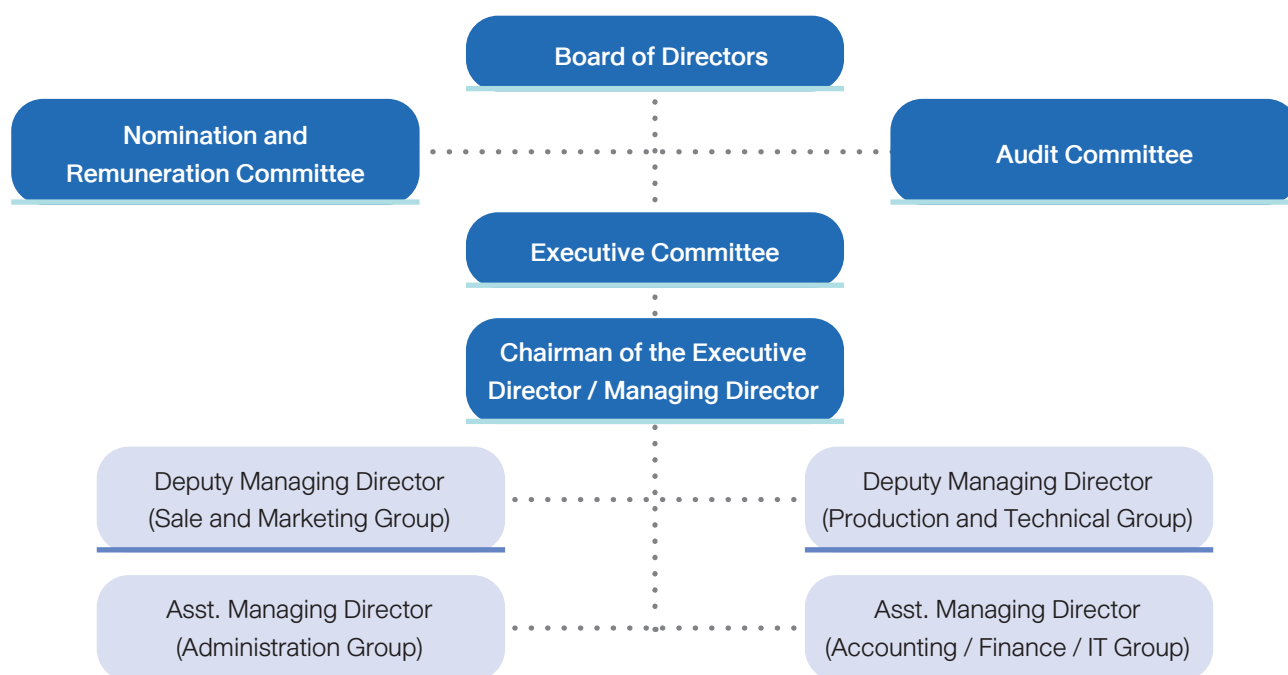 Board of Directors
Nomination and
Remuneration Committee
Audit Committee
Executive Committee
Chairman of the Executive
Director / Managing Director
Deputy Managing Director
(Sale and Marketing Group)
Deputy Managing Director
(Production and Technical Group)
Asst. Managing Director
(Administration Group)
Asst. Managing Director
(Accounting / Finance / IT Group)